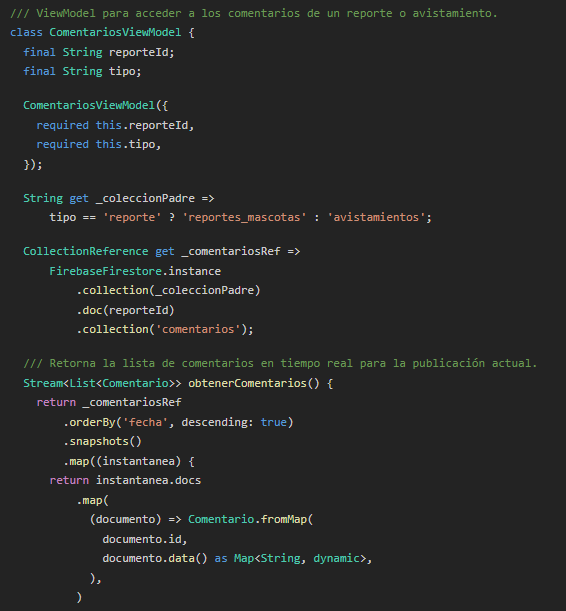 /// ViewModel para acceder a los comentarios de un reporte o avistamiento.
class ComentariosViewModel {
  final String reporteId;
  final String tipo;

  ComentariosViewModel({
    required this.reporteId,
    required this.tipo,
  });

  String get _coleccionPadre =>
      tipo == 'reporte' ? 'reportes_mascotas' : 'avistamientos';

  CollectionReference get _comentariosRef =>
      FirebaseFirestore.instance
          .collection(_coleccionPadre)
          .doc(reporteId)
          .collection('comentarios');

  /// Retorna la lista de comentarios en tiempo real para la publicación actual.
  Stream<List<Comentario>> obtenerComentarios() {
    return _comentariosRef
        .orderBy('fecha', descending: true)
        .snapshots()
        .map((instantanea) {
      return instantanea.docs
          .map(
            (documento) => Comentario.fromMap(
              documento.id,
              documento.data() as Map<String, dynamic>,
            ),
          )